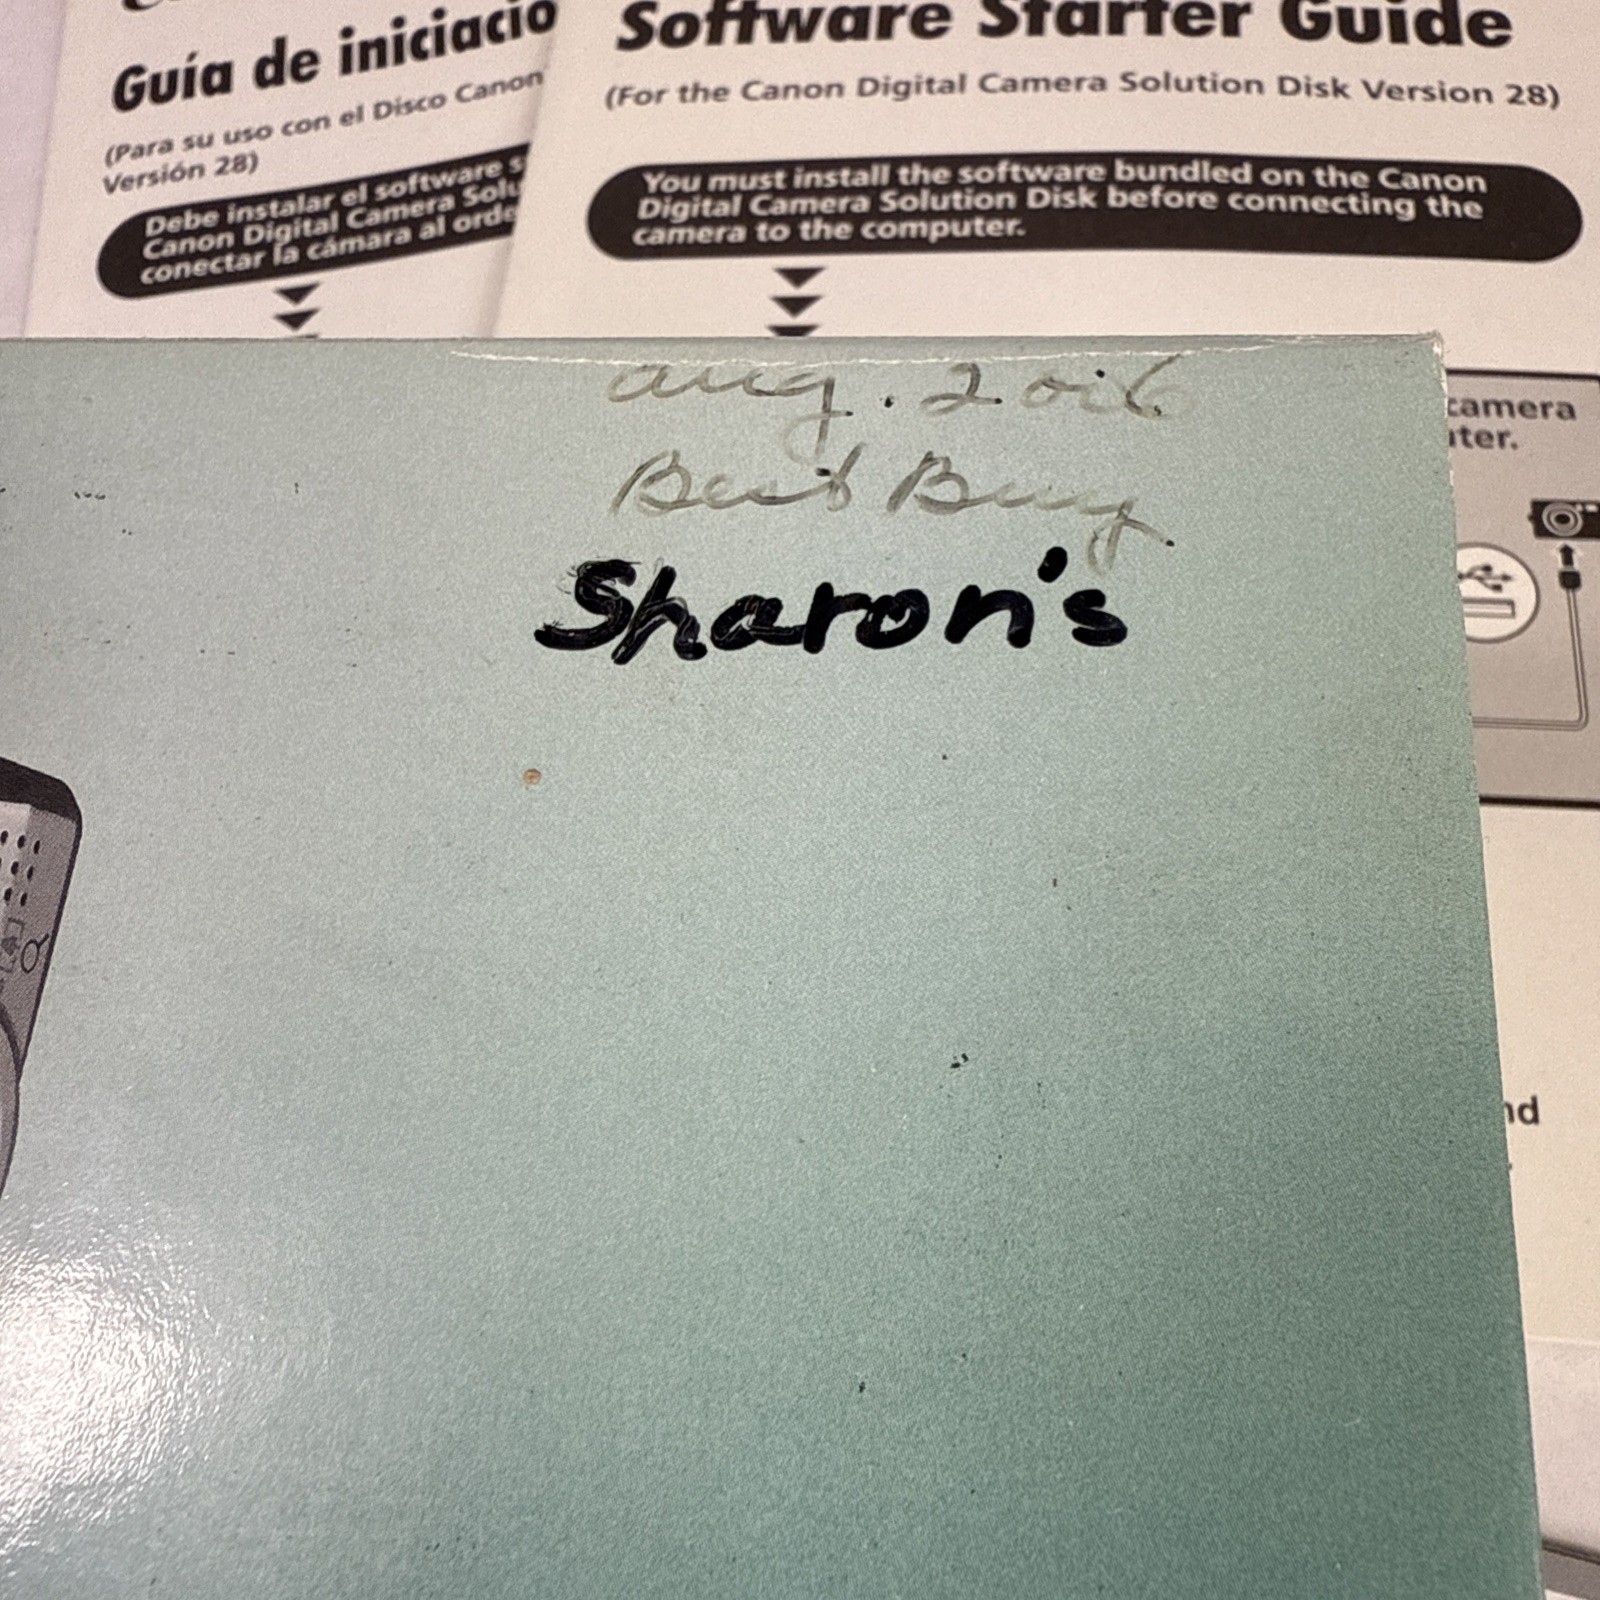 Guía de iniciació
(Para su uso con el Disco Canon
Versión 28)
Debe instalar el software s
Canon Digital Camera Solu
conectar la cámara al orde
Software Starter Guide
(For the Canon Digital Camera Solution Disk Version 28)
You must install the software bundled on the Canon
Digital Camera Solution Disk before connecting the
camera to the computer.
camera
ter.
aug. 2006
Best Buy
Sharon's
nd